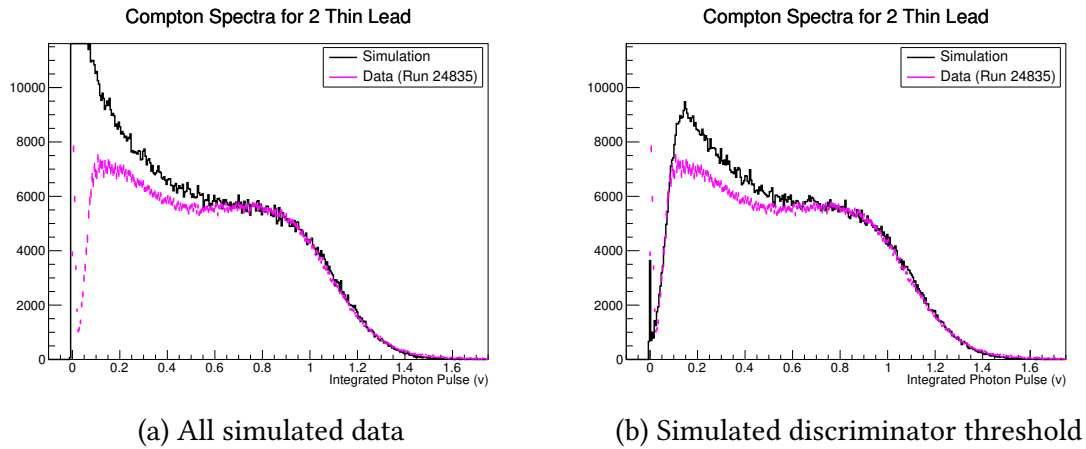 Compton Spectra for 2 Thin Lead
Simulation
Data (Run 24835)
10000
8000
6000
4000
2000
0
0 0.2 0.4 0.6 0.8 1 1.2 1.4 1.6
Integrated Photon Pulse (v)
(a) All simulated data
Compton Spectra for 2 Thin Lead
Simulation
Data (Run 24835)
10000
8000
6000
4000
2000
0
0 0.2 0.4 0.6 0.8 1 1.2 1.4 1.6
Integrated Photon Pulse (v)
(b) Simulated discriminator threshold